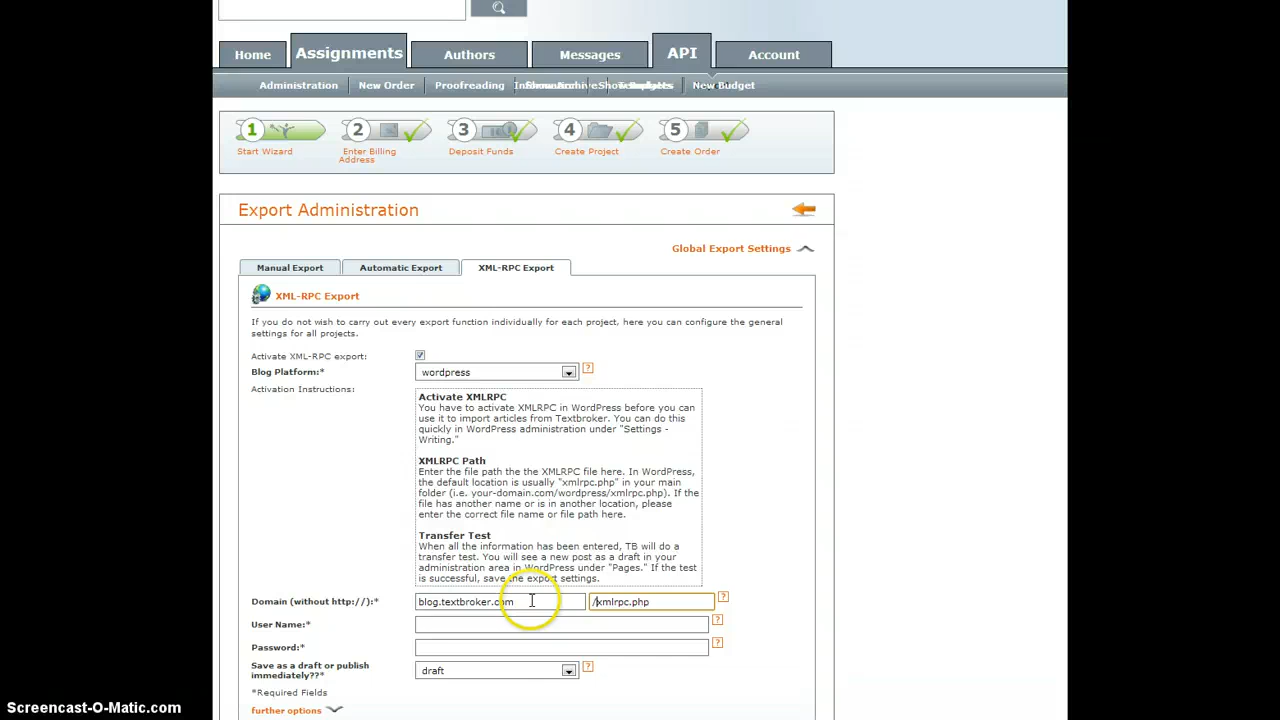 Home Assignments Authors Messages API Account
Administration New Order Proofreading New Budget
1 2 3 4 5
Start Wizard Enter Billing Address Deposit Funds Create Project Create Order
Export Administration
Global Export Settings
Manual Export Automatic Export XML-RPC Export
XML-RPC Export
If you do not wish to carry out every export function individually for each project, here you can configure the general
settings for all projects.
Activate XML-RPC export:
Blog Platform:* wordpress ?
Activation Instructions:
Activate XMLRPC
You have to activate XMLRPC in WordPress before you can
use it to import articles from Textbroker. You can do this
quickly in WordPress administration under "Settings -
Writing."
XMLRPC Path
Enter the file path the the XMLRPC file here. In WordPress,
the default location is usually "xmlrpc.php" in your main
folder (i.e. your-domain.com/wordpress/xmlrpc.php). If the
file has another name or is in another location, please
enter the correct file name or file path here.
Transfer Test
When all the information has been entered, TB will do a
transfer test. You will see a new post as a draft in your
administration area in WordPress under "Pages." If the test
is successful, save the export settings.
Domain (without http://):* blog.textbroker.com /xmlrpc.php ?
User Name:* ?
Password:* ?
Save as a draft or publish
immediately??* draft ?
*Required Fields
further options
Screencast-O-Matic.com